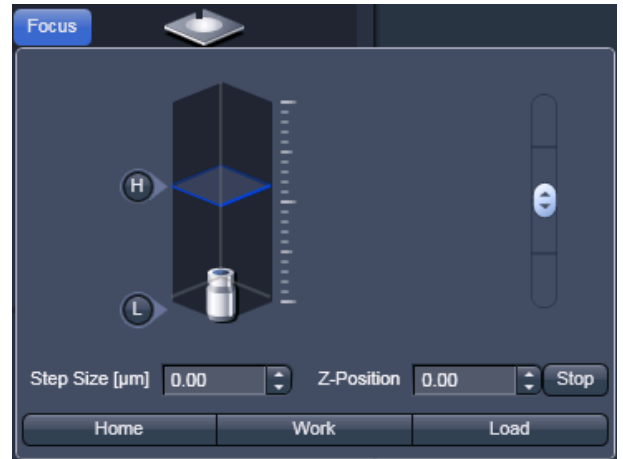 Focus
H
L
Step Size [µm] 0.00 Z-Position 0.00 Stop
Home Work Load